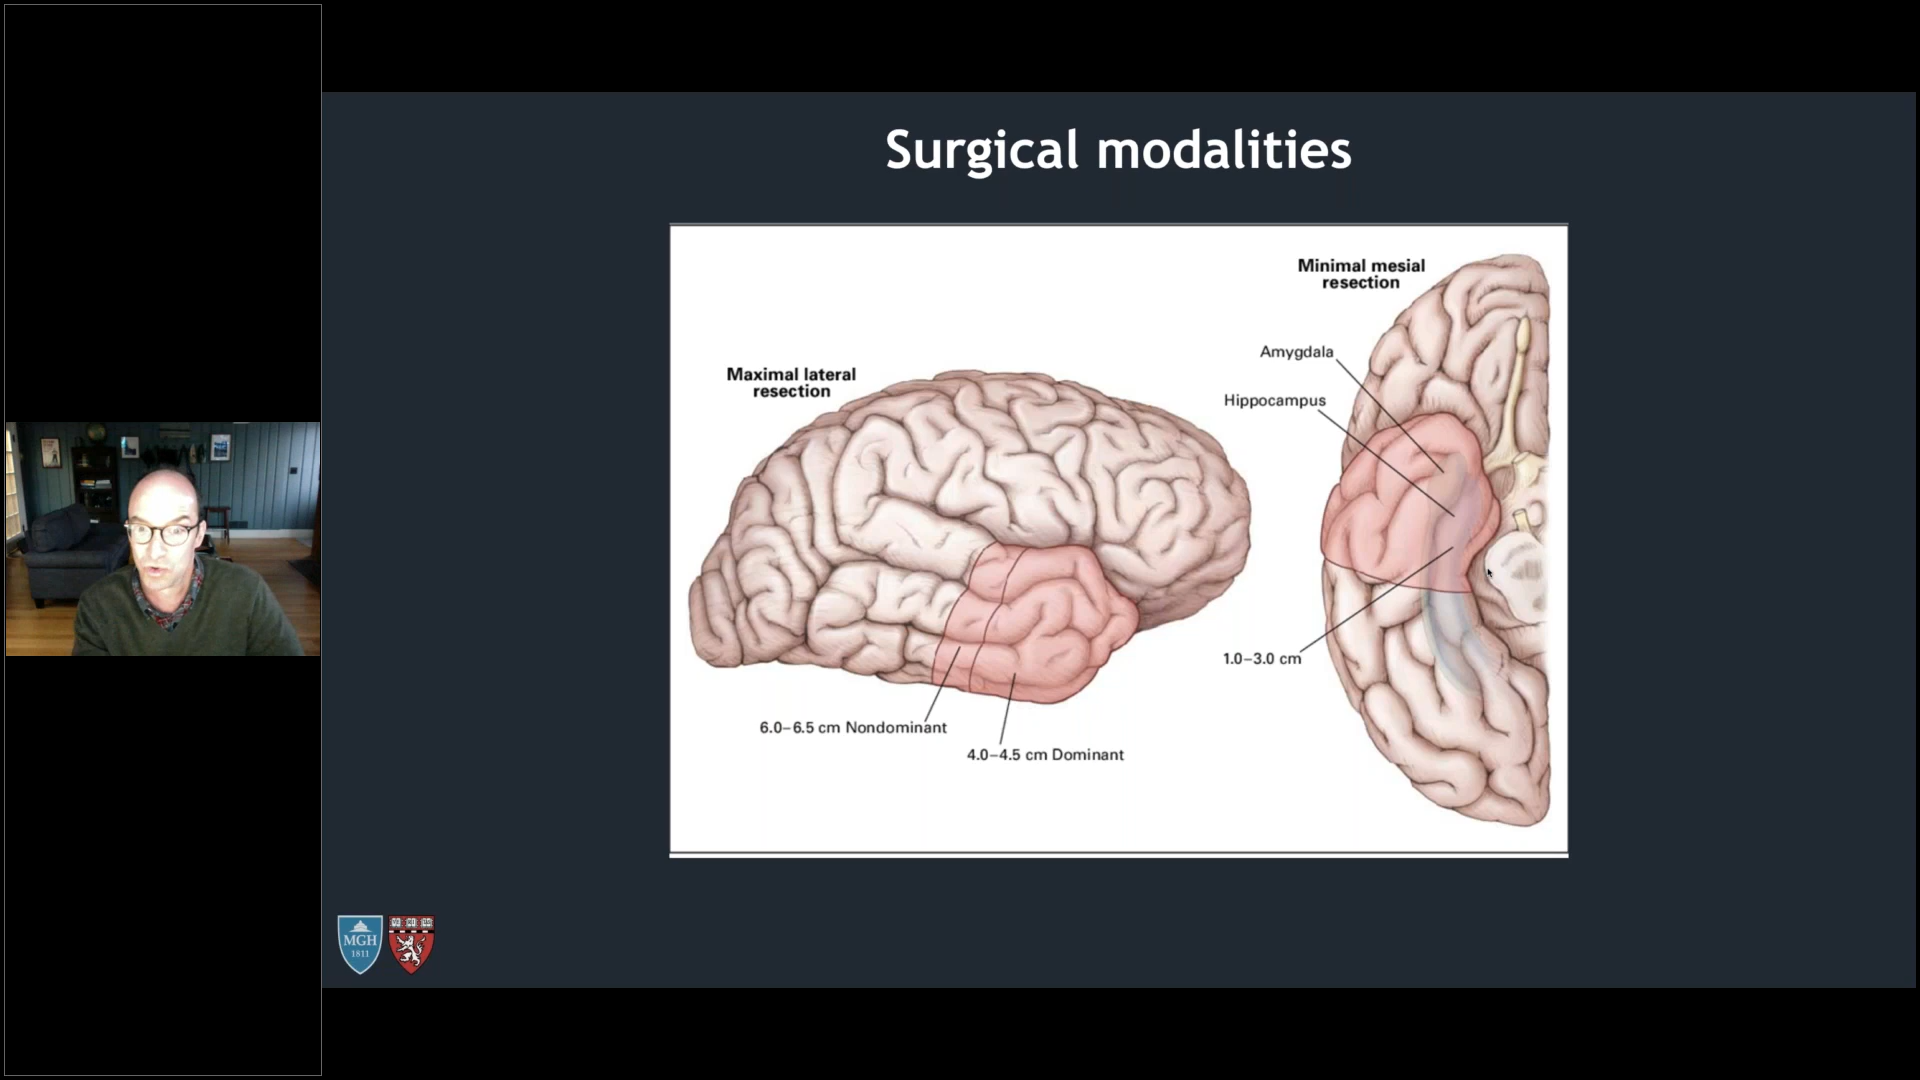 Surgical modalities
Maximal lateral
resection
6.0–6.5 cm Nondominant
4.0–4.5 cm Dominant
Minimal mesial
resection
Amygdala
Hippocampus
1.0–3.0 cm
MGH
1811